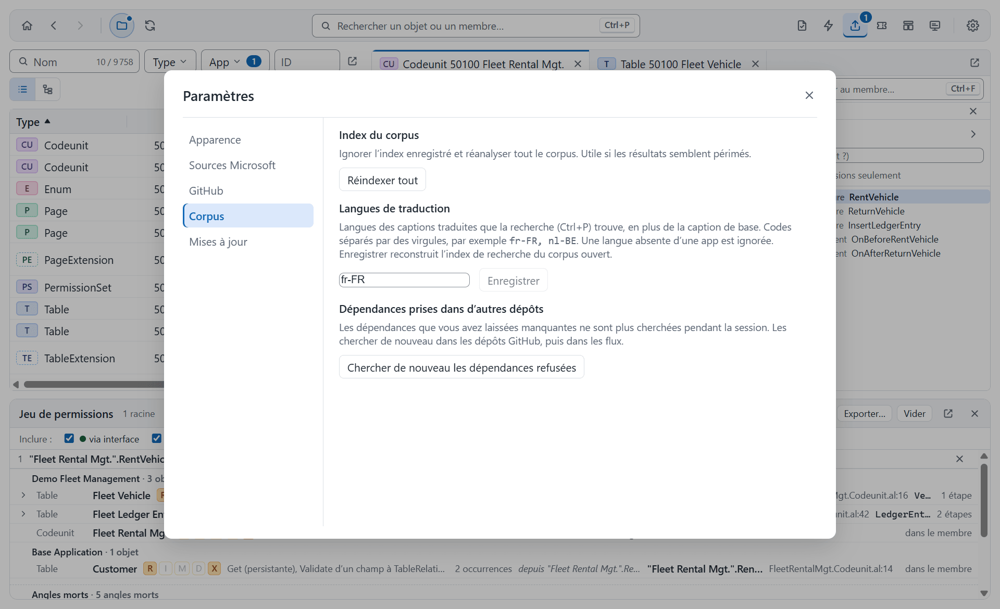 Rechercher un objet ou un membre... Ctrl+P
1
Nom 10 / 9 758 Type App 1 ID
CU Codeunit 50100 Fleet Rental Mgt. T Table 50100 Fleet Vehicle
r au membre... Ctrl+F
Type
CU Codeunit 50
CU Codeunit 50
E Enum 50
P Page 50
P Page 50
PE PageExtension 50
PS PermissionSet 50
T Table 50
T Table 50
TE TableExtension 50
Paramètres
Apparence
Sources Microsoft
GitHub
Corpus
Mises à jour
Index du corpus
Ignorer l’index enregistré et réanalyser tout le corpus. Utile si les résultats semblent périmés.
Réindexer tout
Langues de traduction
Langues des captions traduites que la recherche (Ctrl+P) trouve, en plus de la caption de base. Codes
séparés par des virgules, par exemple fr-FR, nl-BE. Une langue absente d’une app est ignorée.
Enregistrer reconstruit l’index de recherche du corpus ouvert.
fr-FR Enregistrer
Dépendances prises dans d’autres dépôts
Les dépendances que vous avez laissées manquantes ne sont plus cherchées pendant la session. Les
chercher de nouveau dans les dépôts GitHub, puis dans les flux.
Chercher de nouveau les dépendances refusées
t ?)
sions seulement
re RentVehicle
re ReturnVehicle
re InsertLedgerEntry
ent OnBeforeRentVehicle
ent OnAfterReturnVehicle
Jeu de permissions 1 racine Exporter... Vider
Inclure : via interface
1 "Fleet Rental Mgt.".RentVehic
Demo Fleet Management · 3 ob
Table Fleet Vehicle R Mgt.Codeunit.al:16 Ve... 1 étape
Table Fleet Ledger En nit.al:42 LedgerEnt... 2 étapes
Codeunit Fleet Rental Mg dans le membre
Base Application · 1 objet
Table Customer R I M D X Get (persistante), Validate d’un champ à TableRelati... 2 occurrences depuis "Fleet Rental Mgt.".Re... "Fleet Rental Mgt.".Ren... FleetRentalMgt.Codeunit.al:14 dans le membre
Angles morts · 5 angles morts